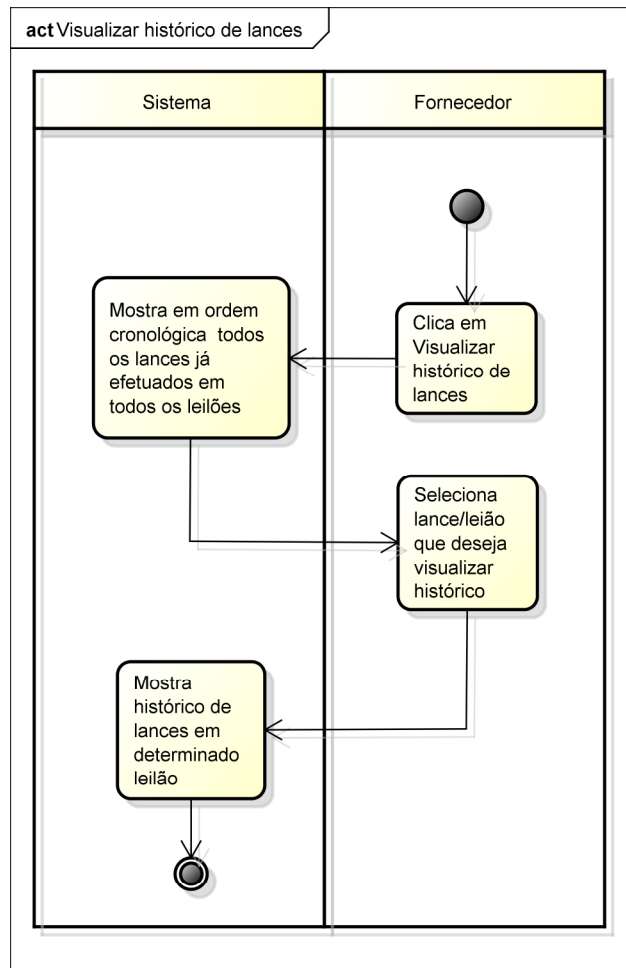 act Visualizar histórico de lances
Sistema
Fornecedor
Clica em
Visualizar
histórico de
lances
Mostra em ordem
cronológica todos
os lances já
efetuados em
todos os leilões
Seleciona
lance/leião
que deseja
visualizar
histórico
Mostra
histórico de
lances em
determinado
leilão